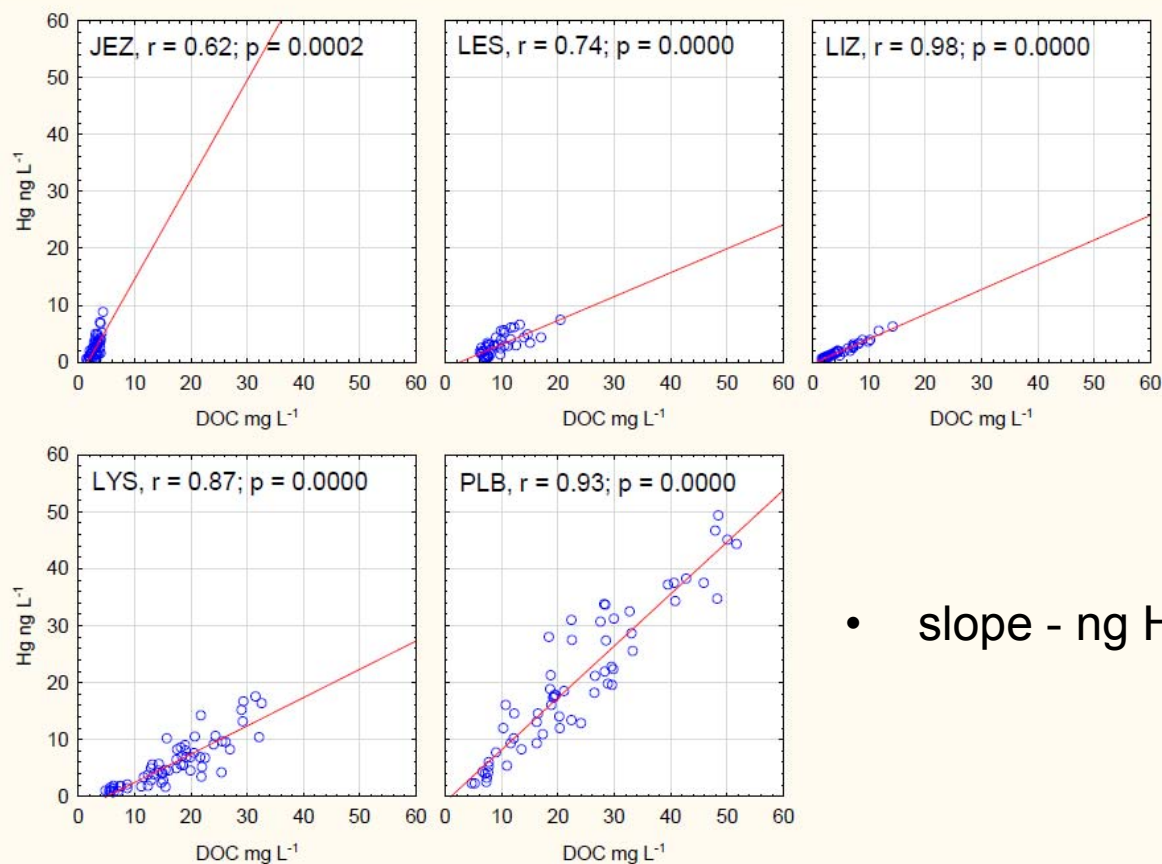 JEZ, r = 0.62; p = 0.0002
LES, r = 0.74; p = 0.0000
LIZ, r = 0.98; p = 0.0000
60
50
40
30
20
10
0
Hg ng L⁻¹
0 10 20 30 40 50 60
0 10 20 30 40 50 60
0 10 20 30 40 50 60
DOC mg L⁻¹
DOC mg L⁻¹
DOC mg L⁻¹
LYS, r = 0.87; p = 0.0000
PLB, r = 0.93; p = 0.0000
60
50
40
30
20
10
0
Hg ng L⁻¹
0 10 20 30 40 50 60
0 10 20 30 40 50 60
DOC mg L⁻¹
DOC mg L⁻¹
• slope - ng H